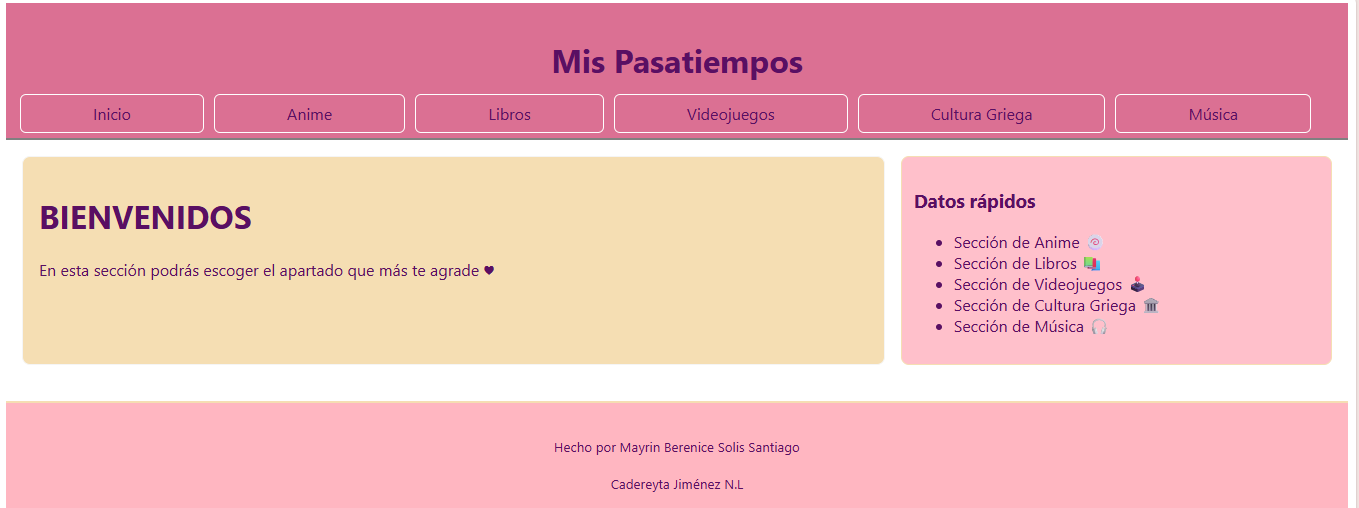 Mis Pasatiempos
Inicio
Anime
Libros
Videojuegos
Cultura Griega
Música
BIENVENIDOS
En esta sección podrás escoger el apartado que más te agrade ♥
Datos rápidos
• Sección de Anime 🍥
• Sección de Libros 📚
• Sección de Videojuegos 🕹️
• Sección de Cultura Griega 🏛️
• Sección de Música 🎧
Hecho por Mayrin Berenice Solis Santiago
Cadereyta Jiménez N.L